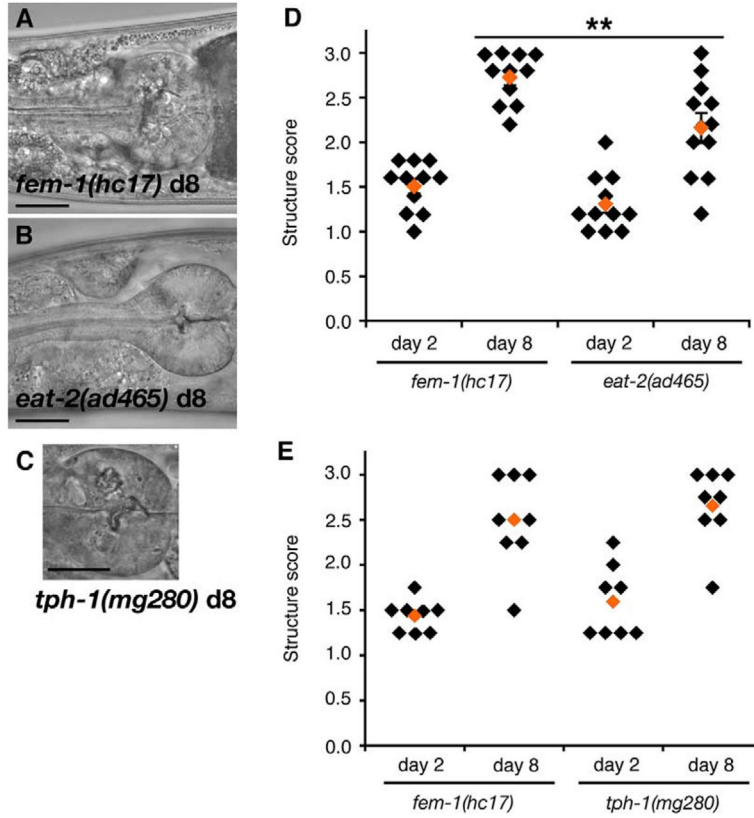 A
fem-1(hc17) d8
B
eat-2(ad465) d8
C
tph-1(mg280) d8
D
**
Structure score
3.0
2.5
2.0
1.5
1.0
0.5
0.0
day 2 day 8 day 2 day 8
fem-1(hc17) eat-2(ad465)
E
Structure score
3.0
2.5
2.0
1.5
1.0
0.5
0.0
day 2 day 8 day 2 day 8
fem-1(hc17) tph-1(mg280)